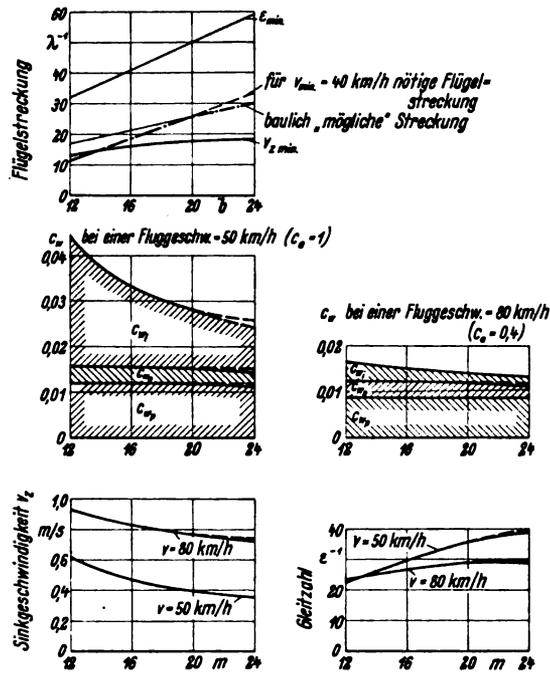 60
λ⁻¹
40
30
20
10
0
Flügelstreckung
12
16
b
24
ε min.
für v min. = 40 km/h nötige Flügel=
streckung
baulich „mögliche" Streckung
v z min.
c w bei einer Fluggeschw. = 50 km/h (c a = 1)
0,04
0,03
0,02
0,01
0
c w i
c w p
12
16
20
24
c w bei einer Fluggeschw. = 80 km/h
(c a = 0,4)
0,02
0,01
0
c w i
c w p
12
16
20
24
Sinkgeschwindigkeit v z
1,0
m/s
0,6
0,4
0,2
0
v = 80 km/h
v = 50 km/h
12
16
20
m
24
Gleitzahl
40
ε⁻¹
20
10
0
v = 50 km/h
v = 80 km/h
12
16
20
m
24